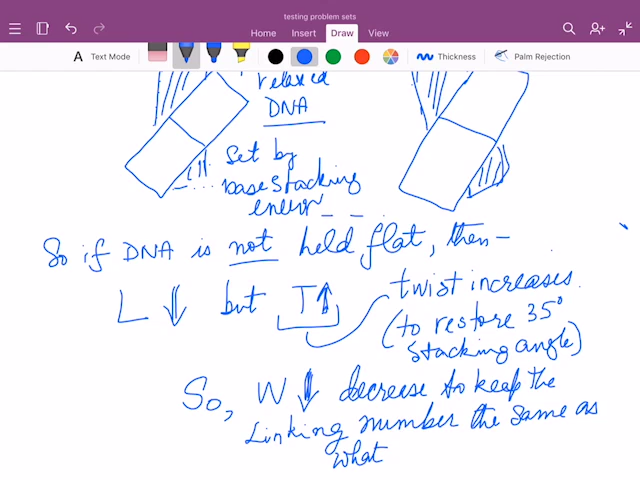 testing problem sets
Home Insert Draw View
A Text Mode
Thickness
Palm Rejection
relaxed
DNA
Set by
base stacking
energy
So if DNA is not held flat, then –
L ↓ but T↑
twist increases.
(to restore 35°
stacking angle)
So, W ↓ decrease to keep the
Linking number the same as
what